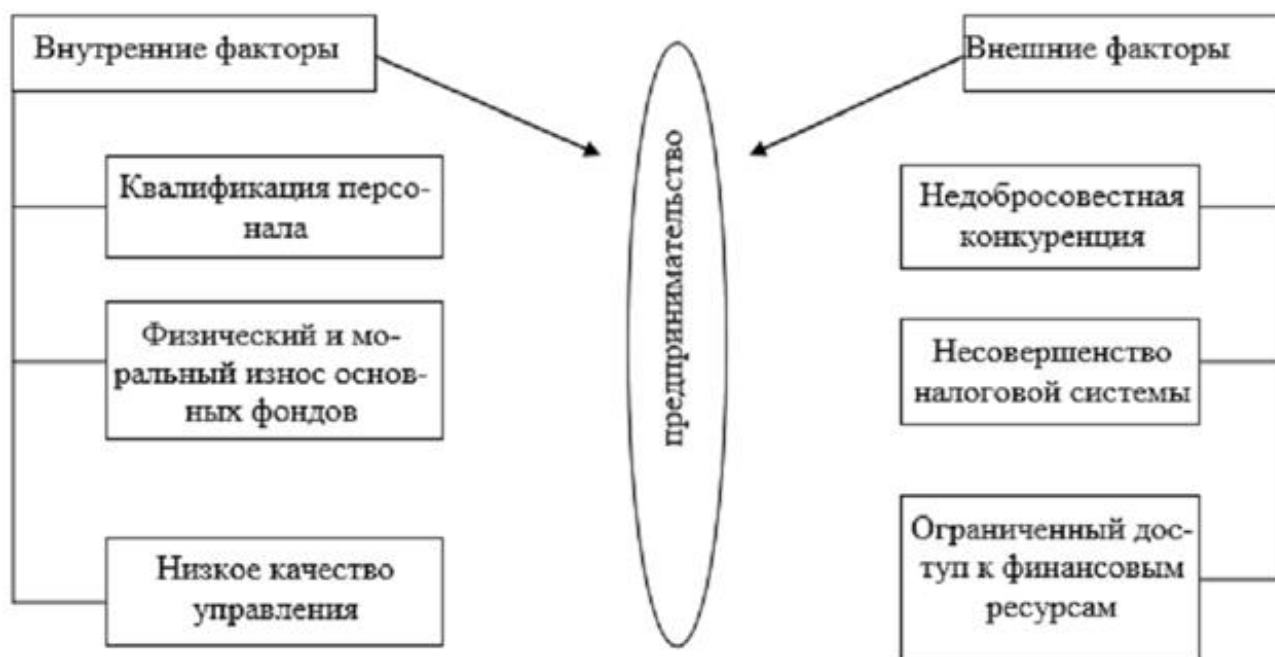 Внутренние факторы
Внешние факторы
Квалификация персо-
нала
Физический и мо-
ральный износ основ-
ных фондов
Низкое качество
управления
предпринимательство
Недобросовестная
конкуренция
Несовершенство
налоговой системы
Ограниченный дос-
туп к финансовым
ресурсам